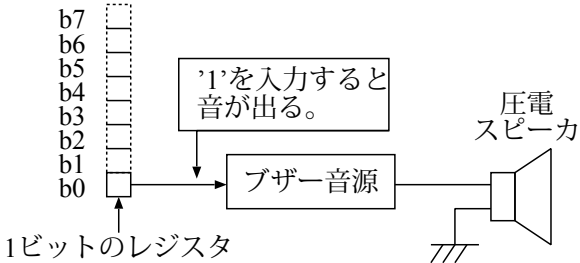 b7
b6
b5
b4
b3
b2
b1
b0
'1'を入力すると
音が出る。
ブザー音源
圧電
スピーカ
1ビットのレジスタ